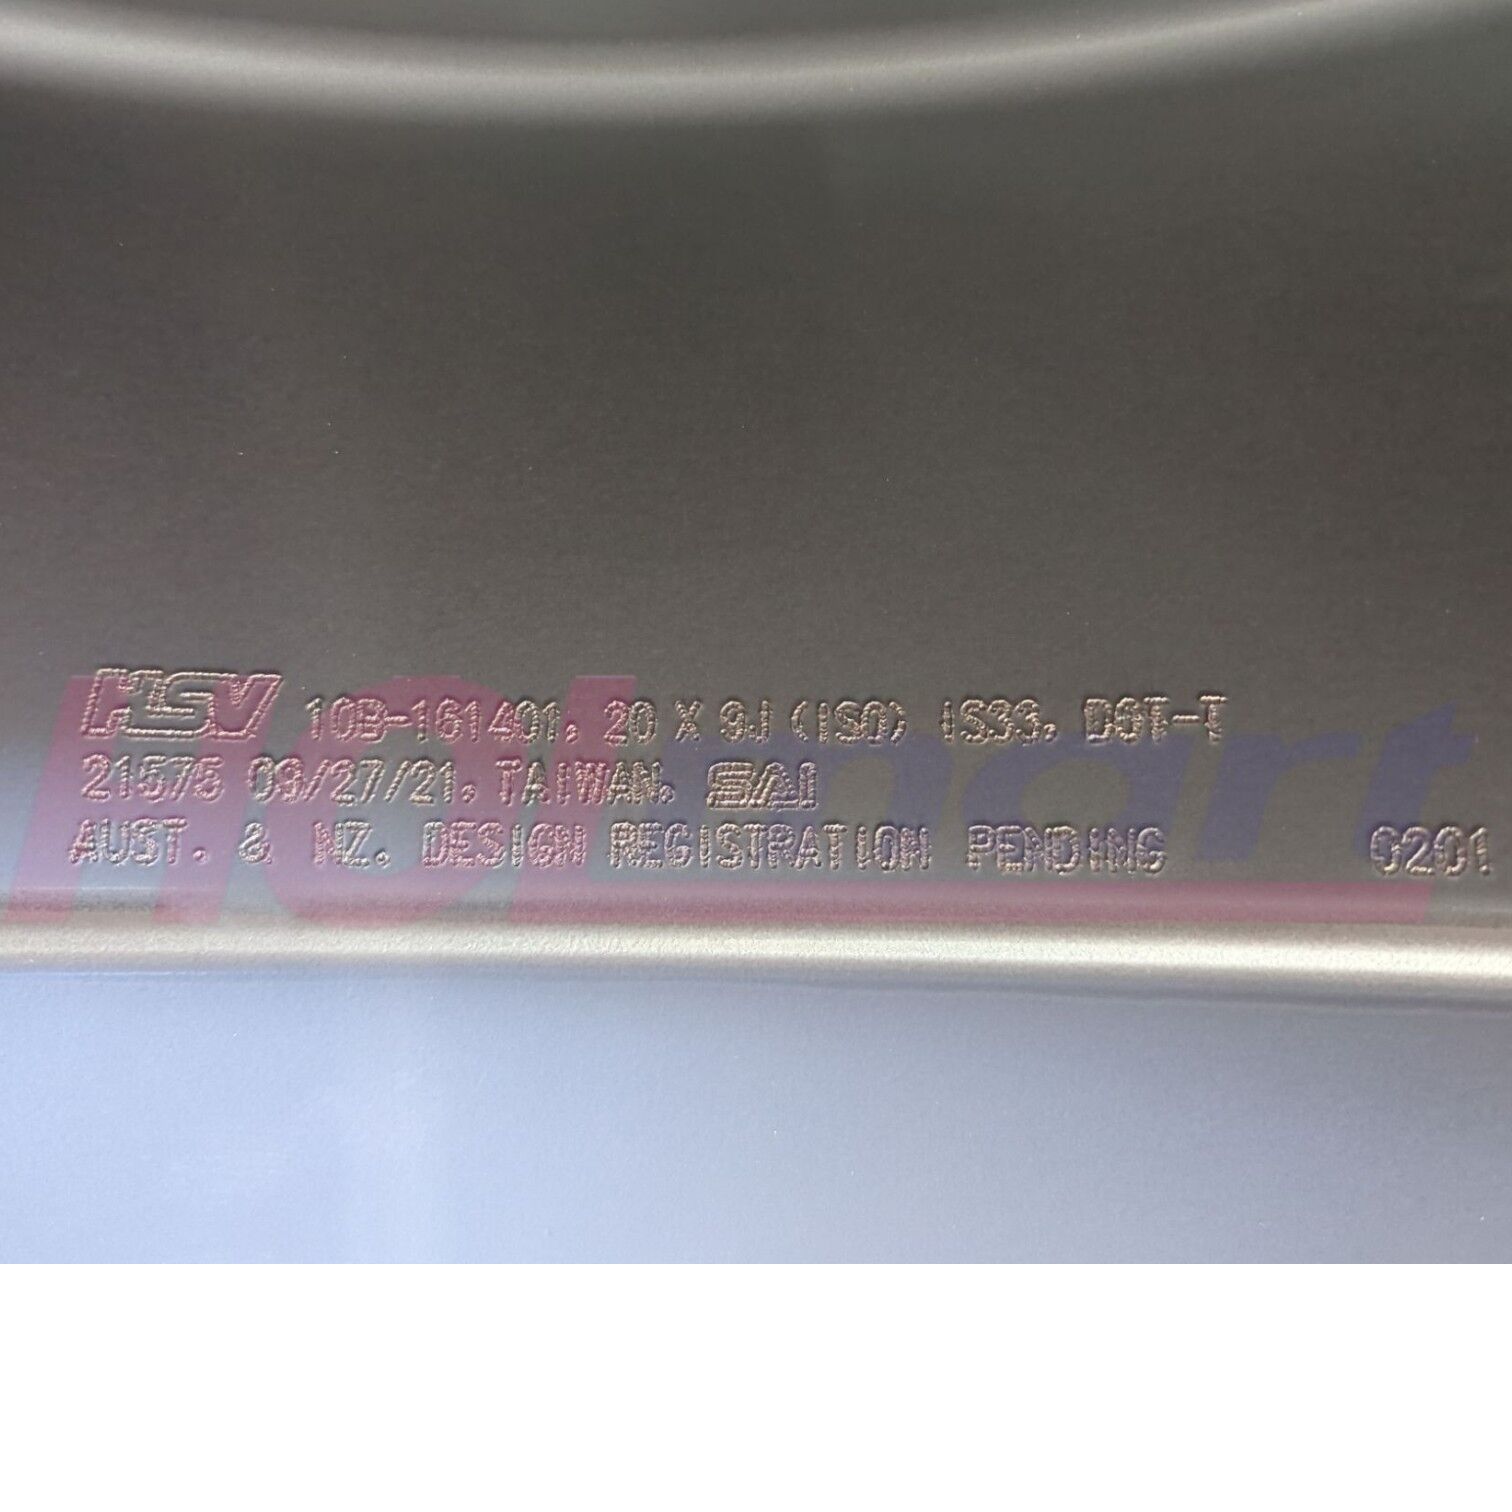 HSV 10B-161401. 20 X 9J (ISO) IS33. DOT-T
21575 09/27/21. TAIWAN. SAI
AUST. & NZ. DESIGN REGISTRATION PENDING 0201
HOLmart